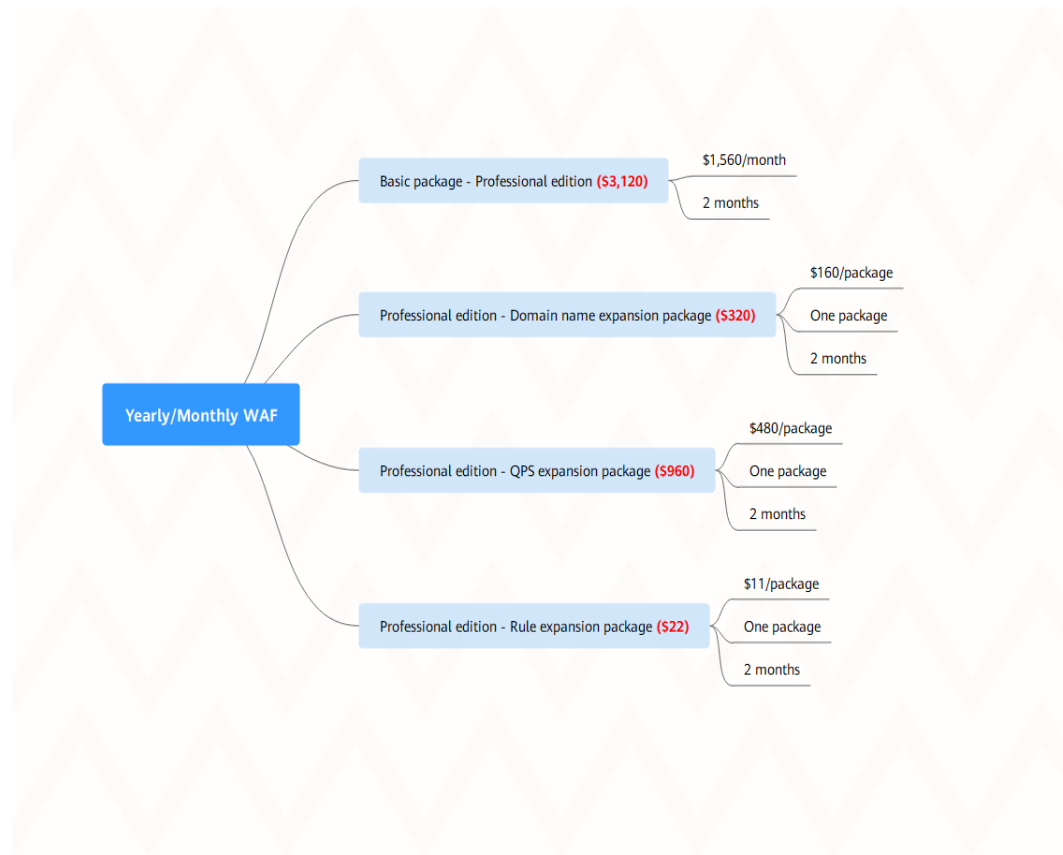 Yearly/Monthly WAF
Basic package - Professional edition ($3,120)
$1,560/month
2 months
Professional edition - Domain name expansion package ($320)
$160/package
One package
2 months
Professional edition - QPS expansion package ($960)
$480/package
One package
2 months
Professional edition - Rule expansion package ($22)
$11/package
One package
2 months